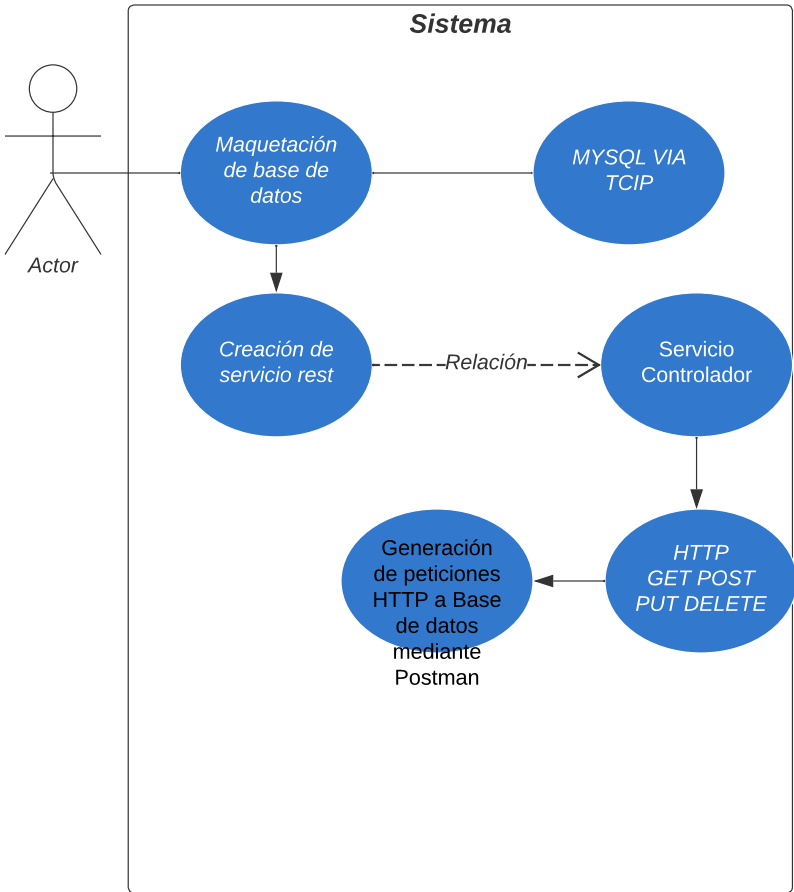 Sistema
Maquetación
de base de
datos
MYSQL VIA
TCIP
Actor
Creación de
servicio rest
Relación
Servicio
Controlador
Generación
de peticiones
HTTP a Base
de datos
mediante
Postman
HTTP
GET POST
PUT DELETE